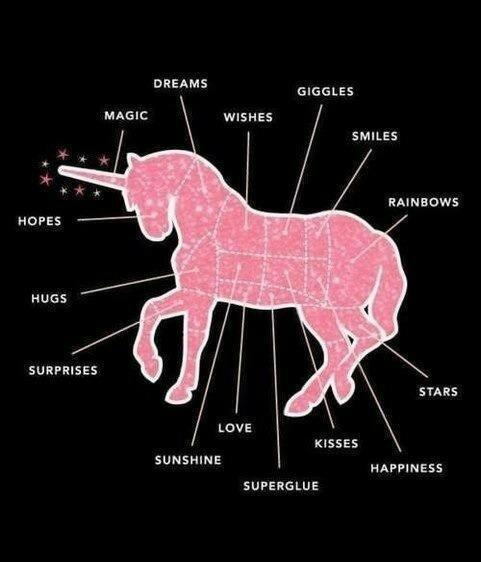 DREAMS
GIGGLES
MAGIC
WISHES
SMILES
RAINBOWS
HOPES
HUGS
SURPRISES
STARS
LOVE
KISSES
SUNSHINE
HAPPINESS
SUPERGLUE